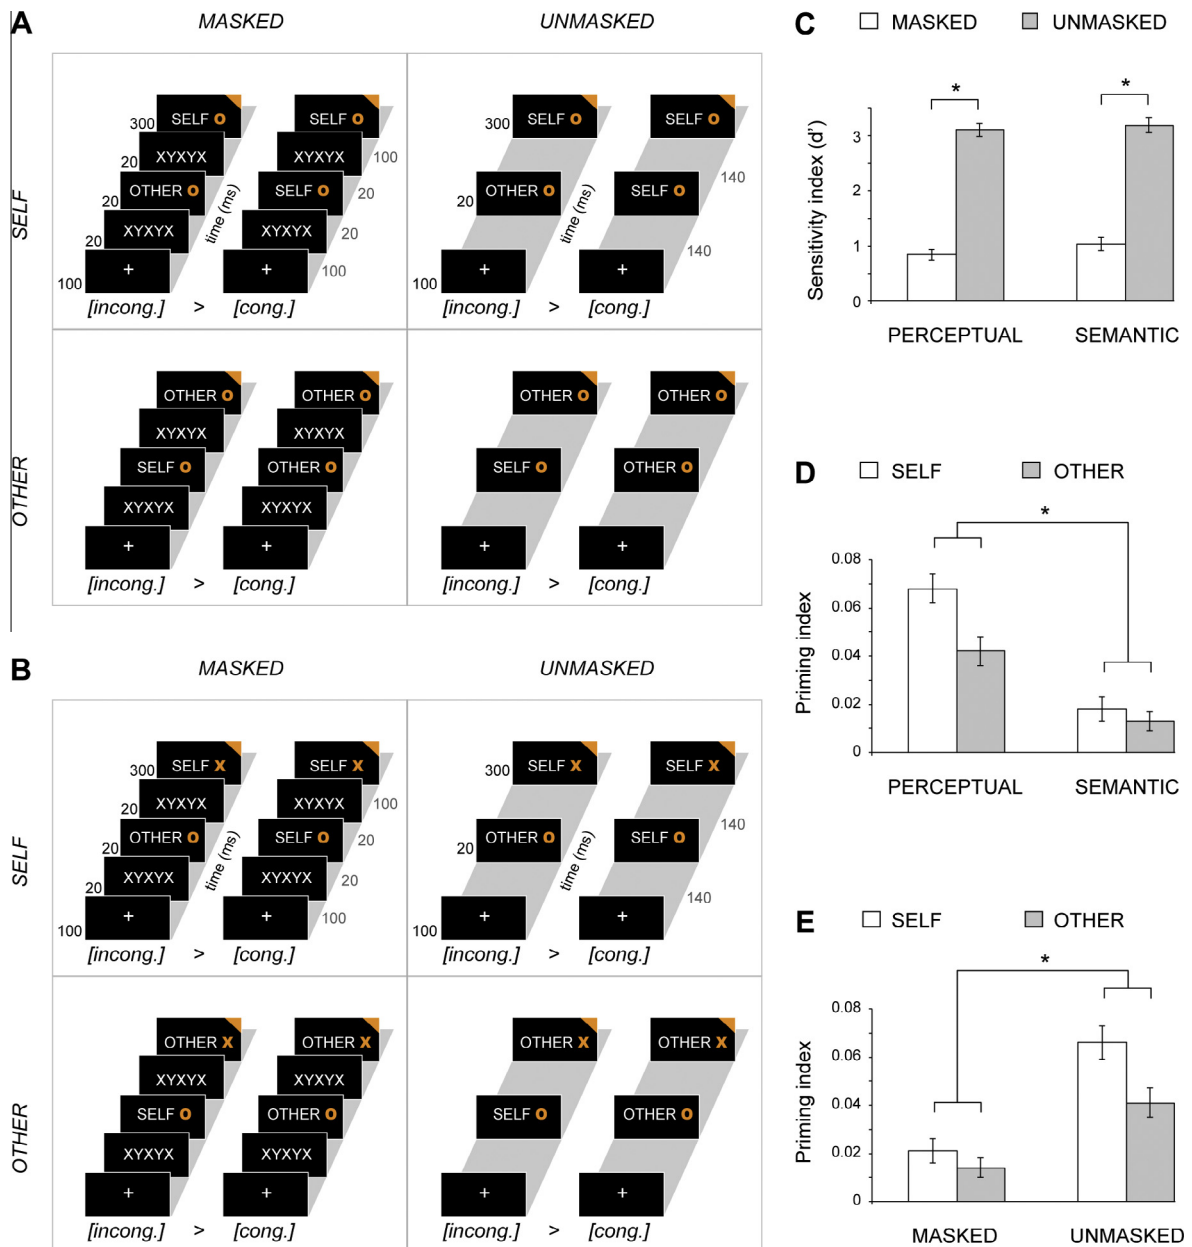 A
MASKED
UNMASKED
SELF
300
SELF O
SELF O
20
XYXYX
XYXYX
100
20
OTHER O
SELF O
20
20
XYXYX
XYXYX
20
100
+
+
100
time (ms)
[incong.] > [cong.]
300
SELF O
SELF O
140
20
OTHER O
SELF O
140
100
+
+
time (ms)
[incong.] > [cong.]
OTHER
OTHER O
OTHER O
XYXYX
XYXYX
SELF O
OTHER O
XYXYX
XYXYX
+
+
[incong.] > [cong.]
OTHER O
OTHER O
SELF O
OTHER O
+
+
[incong.] > [cong.]
B
MASKED
UNMASKED
SELF
300
SELF X
SELF X
20
XYXYX
XYXYX
100
20
OTHER O
SELF O
20
20
XYXYX
XYXYX
20
100
+
+
100
time (ms)
[incong.] > [cong.]
300
SELF X
SELF X
140
20
OTHER O
SELF O
140
100
+
+
time (ms)
[incong.] > [cong.]
OTHER
OTHER X
OTHER X
XYXYX
XYXYX
SELF O
OTHER O
XYXYX
XYXYX
+
+
[incong.] > [cong.]
OTHER X
OTHER X
SELF O
OTHER O
+
+
[incong.] > [cong.]
C
MASKED
UNMASKED
*
*
Sensitivity index (d')
3
2
1
0
PERCEPTUAL
SEMANTIC
D
SELF
OTHER
*
Priming index
0.08
0.06
0.04
0.02
0
PERCEPTUAL
SEMANTIC
E
SELF
OTHER
*
Priming index
0.08
0.06
0.04
0.02
0
MASKED
UNMASKED